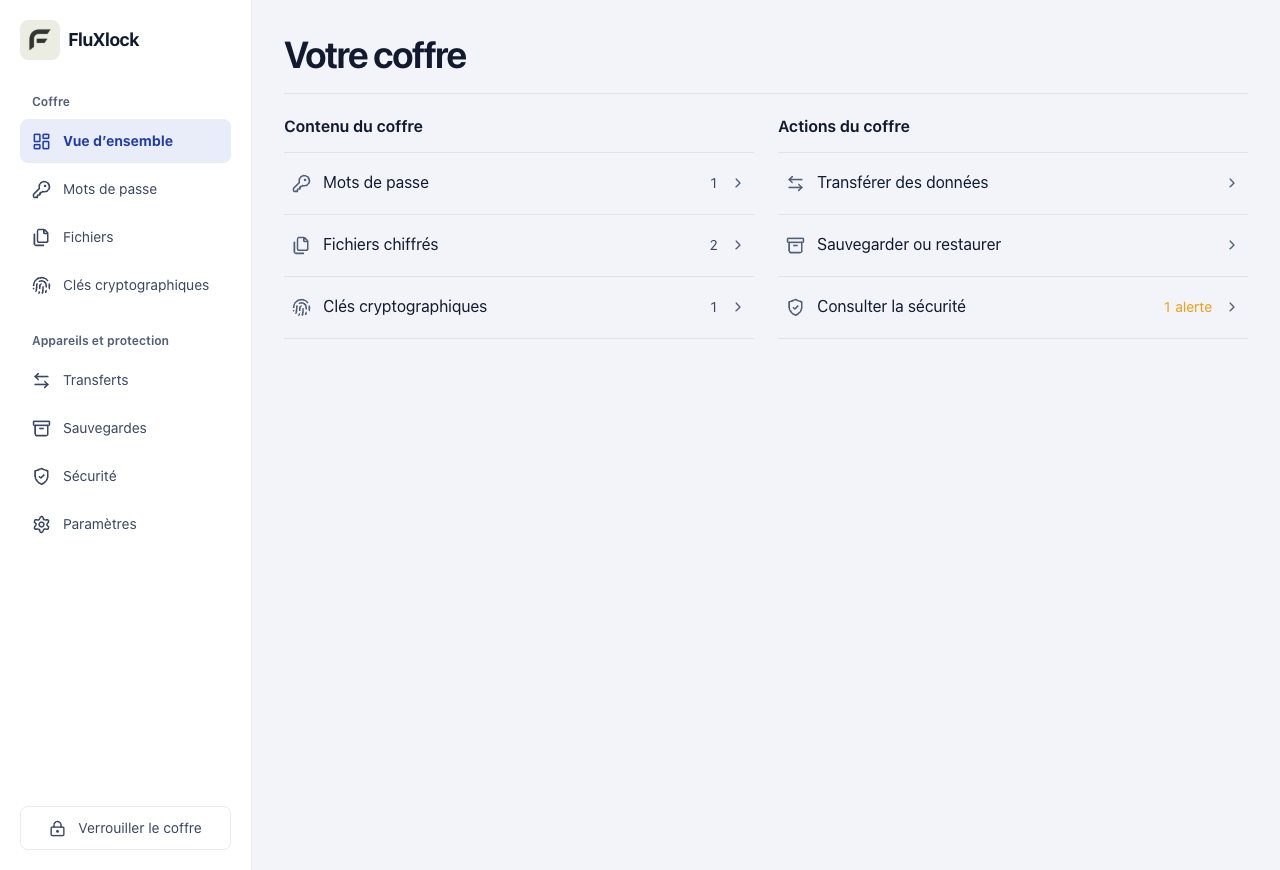 FluXlock
Coffre
Vue d’ensemble
Mots de passe
Fichiers
Clés cryptographiques
Appareils et protection
Transferts
Sauvegardes
Sécurité
Paramètres
Verrouiller le coffre
Votre coffre
Contenu du coffre
Mots de passe 1
Fichiers chiffrés 2
Clés cryptographiques 1
Actions du coffre
Transférer des données
Sauvegarder ou restaurer
Consulter la sécurité 1 alerte